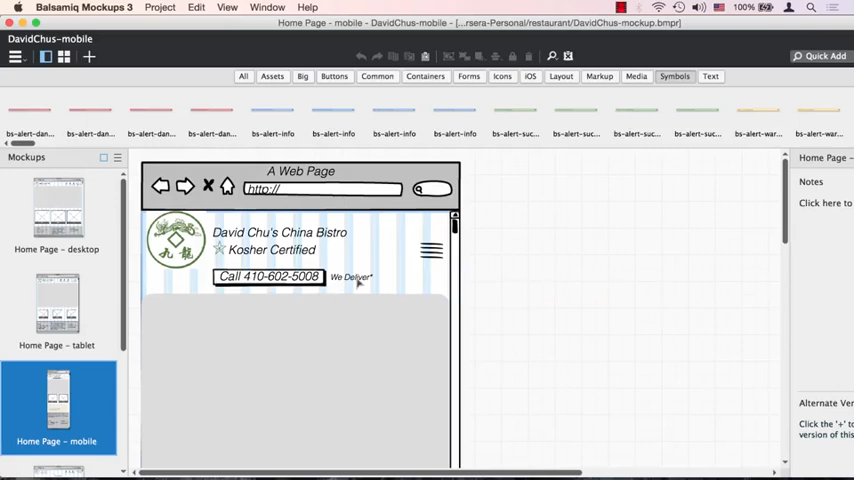 Balsamiq Mockups 3 Project Edit View Window Help 100%
Home Page - mobile - DavidChus-mobile - [...rsera-Personal/restaurant/DavidChus-mockup.bmpr]
DavidChus-mobile
Quick Add
All Assets Big Buttons Common Containers Forms Icons iOS Layout Markup Media Symbols Text
bs-alert-dan... bs-alert-dan... bs-alert-dan... bs-alert-dan... bs-alert-info bs-alert-info bs-alert-info bs-alert-info bs-alert-suc... bs-alert-suc... bs-alert-suc... bs-alert-suc... bs-alert-war... bs-alert-war...
Mockups
Home Page - desktop
Home Page - tablet
Home Page - mobile
A Web Page
http://
David Chu's China Bistro
Kosher Certified
九龍
Call 410-602-5008 We Deliver*
Home Page -
Notes
Click here to
Alternate Ver
Click the '+' to
version of this